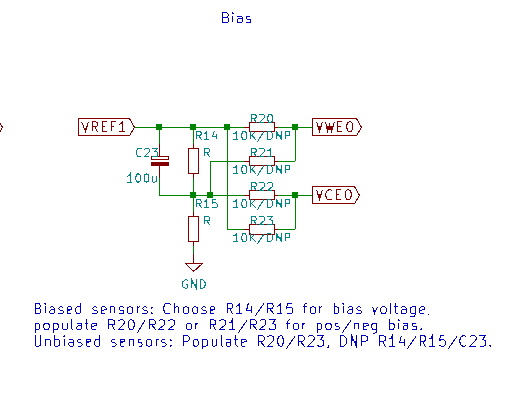 Bias
VREF1
C23
100u
R14
R
R15
R
GND
R20
10K/DNP
R21
10K/DNP
R22
10K/DNP
R23
10K/DNP
VWE0
VCE0
Biased sensors: Choose R14/R15 for bias voltage,
populate R20/R22 or R21/R23 for pos/neg bias.
Unbiased sensors: Populate R20/R23, DNP R14/R15/C23.